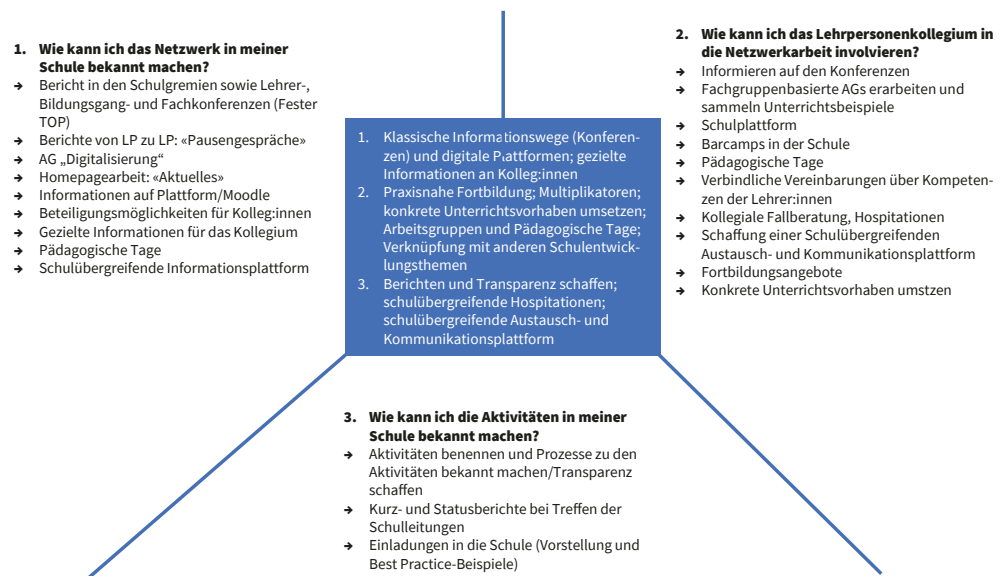 1. Wie kann ich das Netzwerk in meiner
Schule bekannt machen?
→ Bericht in den Schulgremien sowie Lehrer-,
Bildungsgang- und Fachkonferenzen (Fester
TOP)
→ Berichte von LP zu LP: «Pausengespräche»
→ AG „Digitalisierung“
→ Homepagearbeit: «Aktuelles»
→ Informationen auf Plattform/Moodle
→ Beteiligungsmöglichkeiten für Kolleg:innen
→ Gezielte Informationen für das Kollegium
→ Pädagogische Tage
→ Schulübergreifende Informationsplattform
2. Wie kann ich das Lehrpersonenkollegium in
die Netzwerkarbeit involvieren?
→ Informieren auf den Konferenzen
→ Fachgruppenbasierte AGs erarbeiten und
sammeln Unterrichtsbeispiele
→ Schulplattform
→ Barcamps in der Schule
→ Pädagogische Tage
→ Verbindliche Vereinbarungen über Kompeten-
zen der Lehrer:innen
→ Kollegiale Fallberatung, Hospitationen
→ Schaffung einer Schulübergreifenden
Austausch- und Kommunikationsplattform
→ Fortbildungsangebote
→ Konkrete Unterrichtsvorhaben umstzen
1. Klassische Informationswege (Konferen-
zen) und digitale Plattformen; gezielte
Informationen an Kolleg:innen
2. Praxisnahe Fortbildung; Multiplikatoren;
konkrete Unterrichtsvorhaben umsetzen;
Arbeitsgruppen und Pädagogische Tage;
Verknüpfung mit anderen Schulentwick-
lungsthemen
3. Berichten und Transparenz schaffen;
schulübergreifende Hospitationen;
schulübergreifende Austausch- und
Kommunikationsplattform
3. Wie kann ich die Aktivitäten in meiner
Schule bekannt machen?
→ Aktivitäten benennen und Prozesse zu den
Aktivitäten bekannt machen/Transparenz
schaffen
→ Kurz- und Statusberichte bei Treffen der
Schulleitungen
→ Einladungen in die Schule (Vorstellung und
Best Practice-Beispiele)